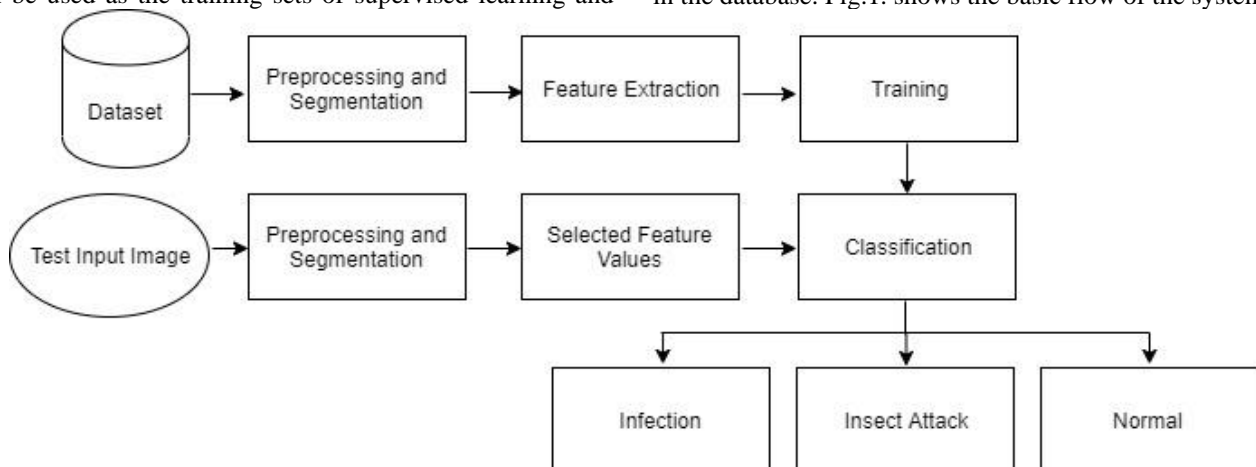 be used as the training sets of supervised learning and
in the database. Fig.1. shows the basic flow of the system
Dataset
Preprocessing and
Segmentation
Feature Extraction
Training
Test Input Image
Preprocessing and
Segmentation
Selected Feature
Values
Classification
Infection
Insect Attack
Normal